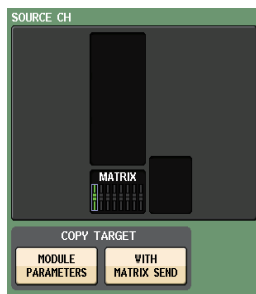 SOURCE CH
MATRIX
COPY TARGET
MODULE PARAMETERS
WITH MATRIX SEND